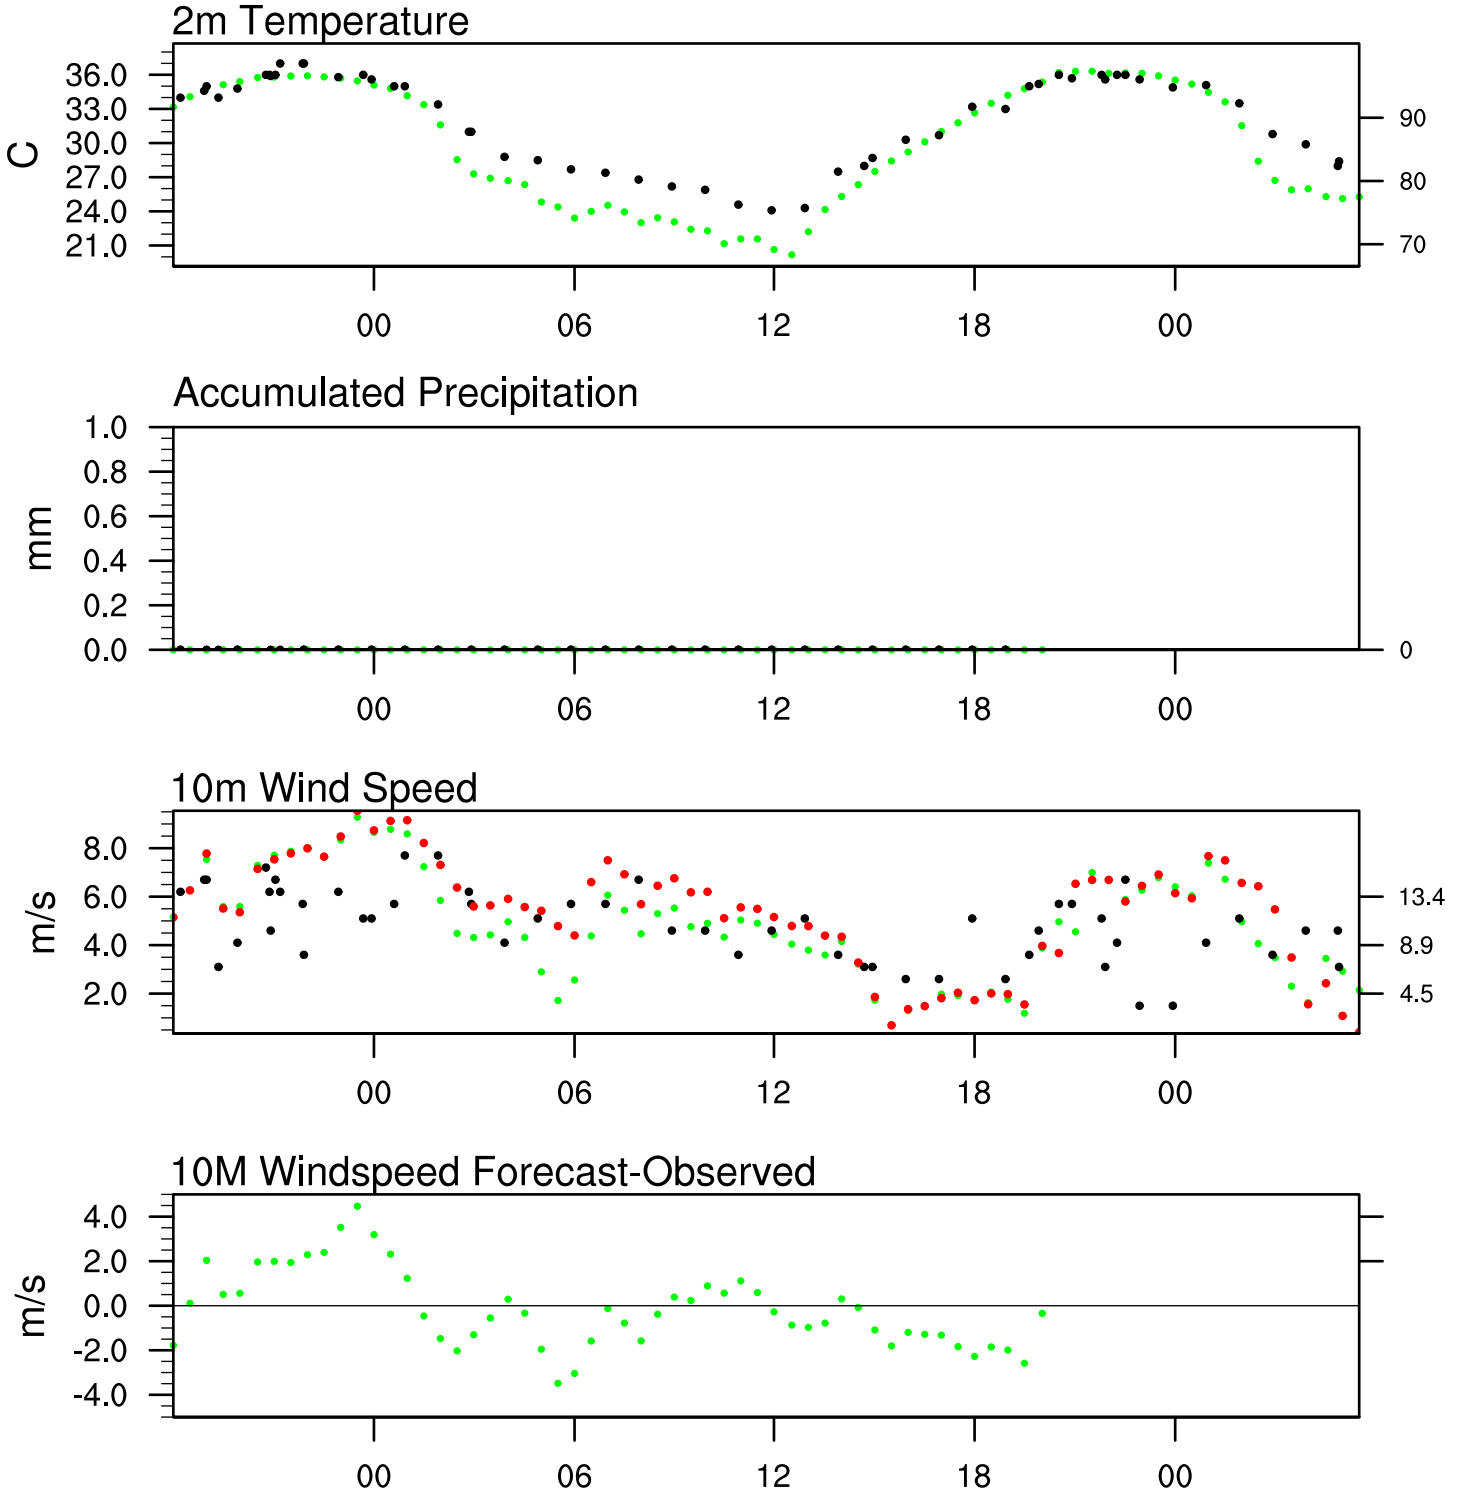 2m Temperature
36.0
33.0
30.0
27.0
24.0
21.0
C
90
80
70
00 06 12 18 00
Accumulated Precipitation
1.0
0.8
0.6
0.4
0.2
0.0
mm
0
00 06 12 18 00
10m Wind Speed
8.0
6.0
4.0
2.0
m/s
13.4
8.9
4.5
00 06 12 18 00
10M Windspeed Forecast-Observed
4.0
2.0
0.0
-2.0
-4.0
m/s
00 06 12 18 00